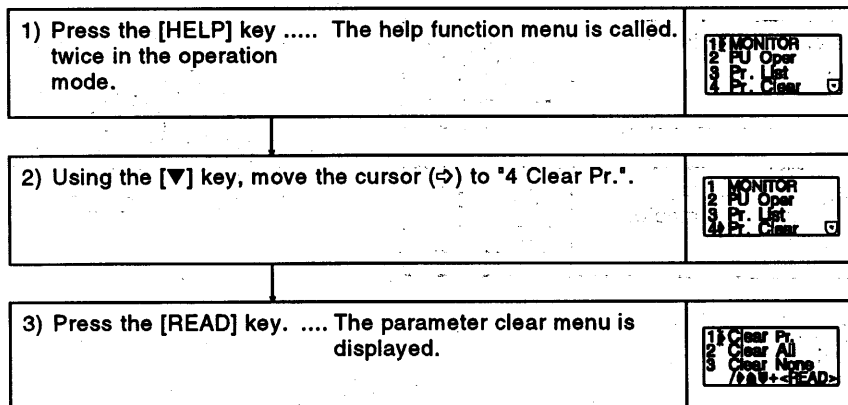 1) Press the [HELP] key ..... The help function menu is called.
twice in the operation
mode.
1 MONITOR
2 PU Oper
3 Pr. List
4 Pr. Clear
2) Using the [▼] key, move the cursor (⇨) to "4 Clear Pr.".
1 MONITOR
2 PU Oper
3 Pr. List
4 Pr. Clear
3) Press the [READ] key. .... The parameter clear menu is
displayed.
1 Clear Pr.
2 Clear All
3 Clear None
+<READ>